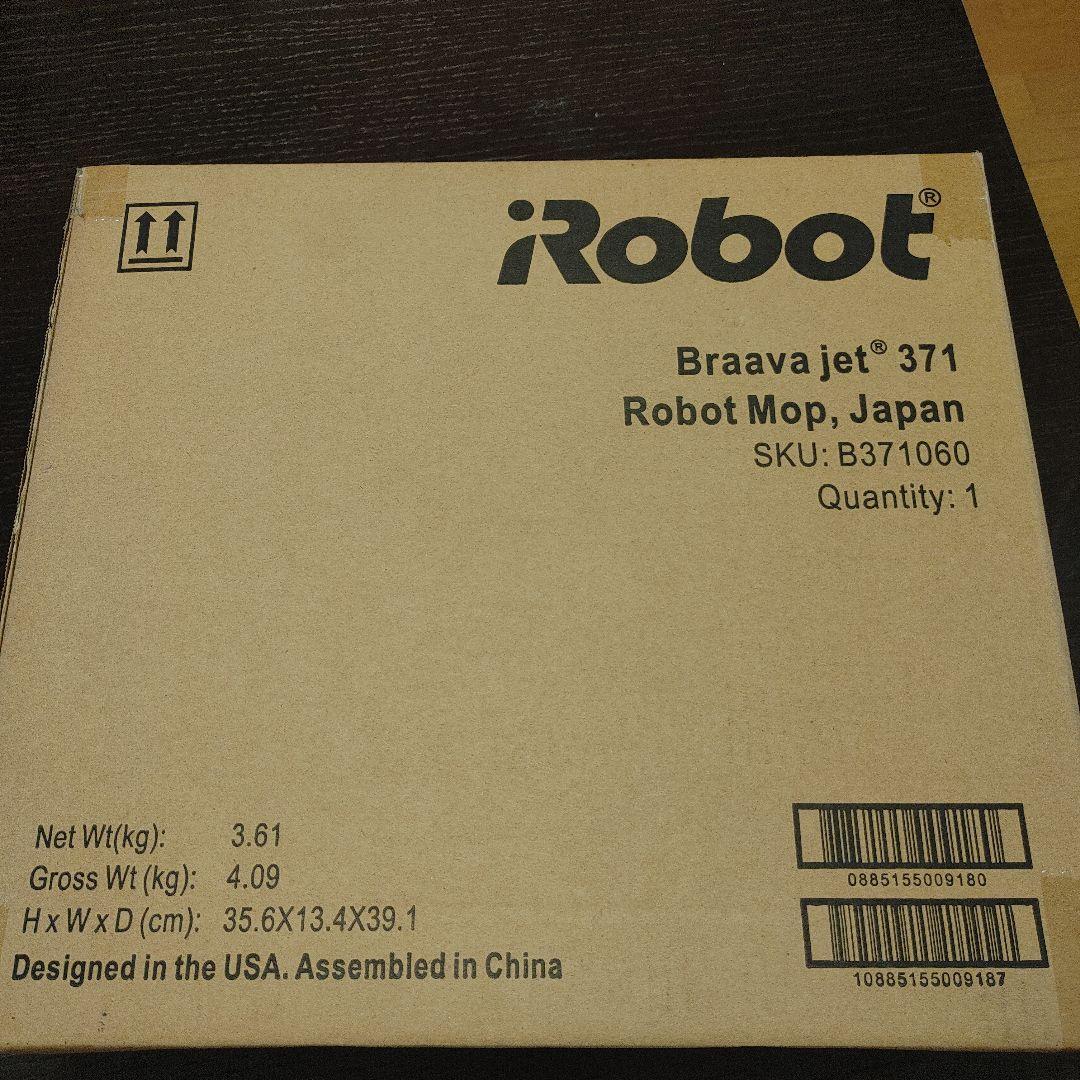 iRobot®
Braava jet® 371
Robot Mop, Japan
SKU: B371060
Quantity: 1
Net Wt(kg): 3.61
Gross Wt (kg): 4.09
H x W x D (cm): 35.6X13.4X39.1
Designed in the USA. Assembled in China
0885155009180
10885155009187